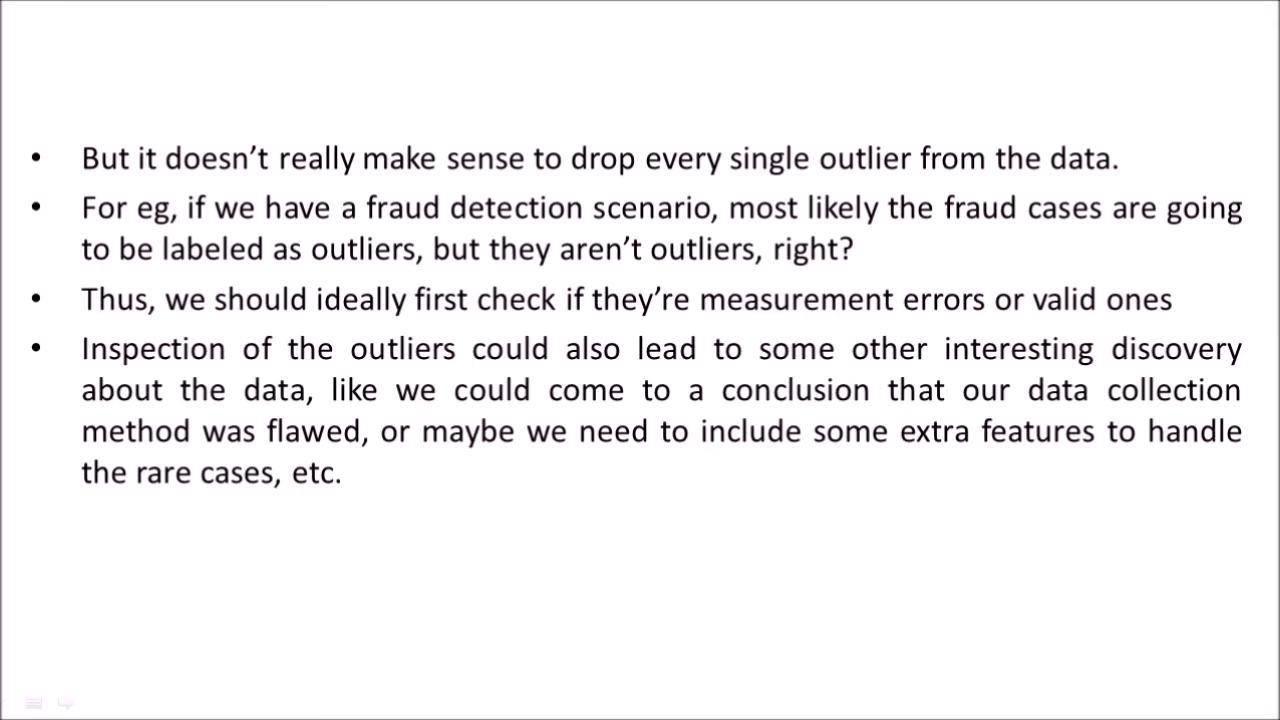 • But it doesn’t really make sense to drop every single outlier from the data.
• For eg, if we have a fraud detection scenario, most likely the fraud cases are going
to be labeled as outliers, but they aren’t outliers, right?
• Thus, we should ideally first check if they’re measurement errors or valid ones
• Inspection of the outliers could also lead to some other interesting discovery
about the data, like we could come to a conclusion that our data collection
method was flawed, or maybe we need to include some extra features to handle
the rare cases, etc.